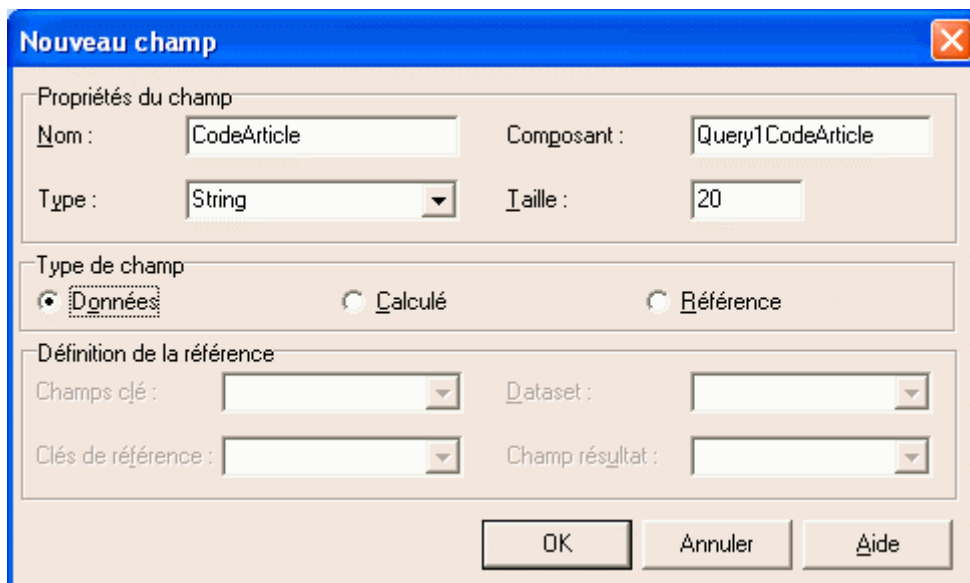 Nouveau champ
Propriétés du champ
Nom : CodeArticle Composant : Query1CodeArticle
Type : String Taille : 20
Type de champ
Données Calculé Référence
Définition de la référence
Champs clé : Dataset :
Clés de référence : Champ résultat :
OK Annuler Aide